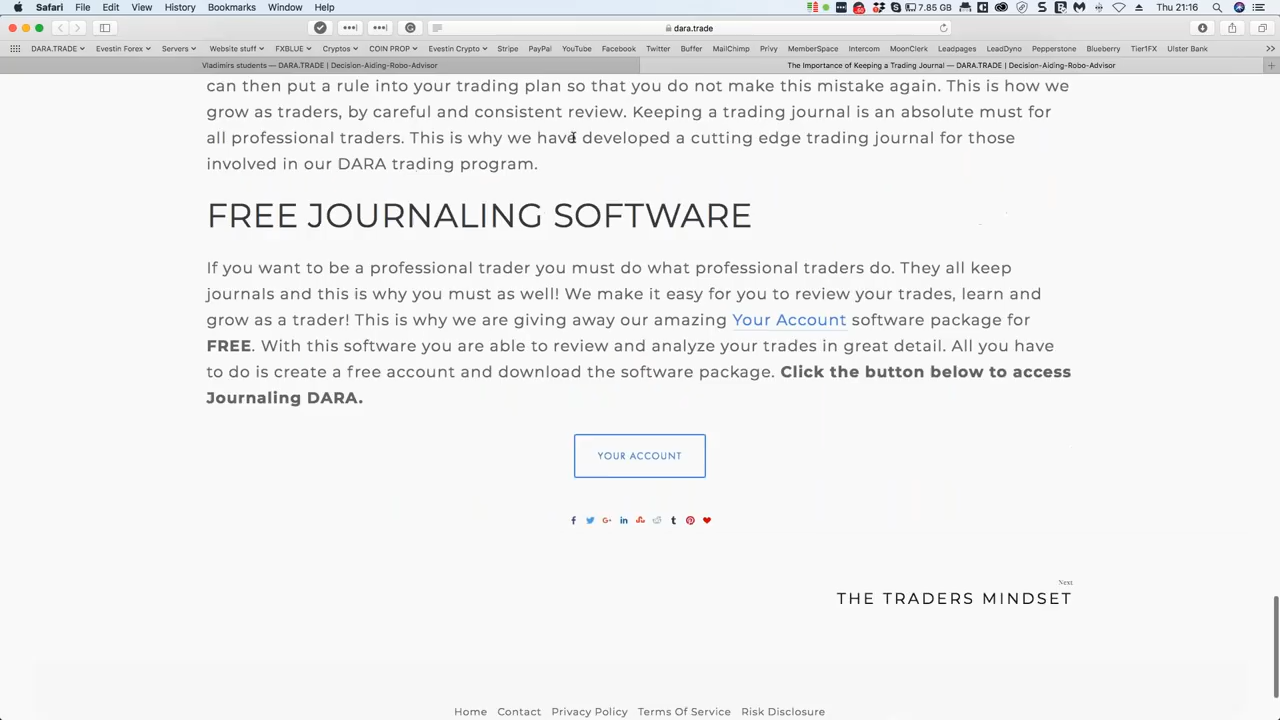 Safari File Edit View History Bookmarks Window Help 7.85 GB Thu 21:16
dara.trade
DARA.TRADE Evestin Forex Servers Website stuff FXBLUE Cryptos COIN PROP Evestin Crypto Stripe PayPal YouTube Facebook Twitter Buffer MailChimp Privy MemberSpace Intercom MoonClerk Leadpages LeadDyno Pepperstone Blueberry Tier1FX Ulster Bank
Vladimirs students — DARA.TRADE | Decision-Aiding-Robo-Advisor The Importance of Keeping a Trading Journal — DARA.TRADE | Decision-Aiding-Robo-Advisor
can then put a rule into your trading plan so that you do not make this mistake again. This is how we
grow as traders, by careful and consistent review. Keeping a trading journal is an absolute must for
all professional traders. This is why we have developed a cutting edge trading journal for those
involved in our DARA trading program.
FREE JOURNALING SOFTWARE
If you want to be a professional trader you must do what professional traders do. They all keep
journals and this is why you must as well! We make it easy for you to review your trades, learn and
grow as a trader! This is why we are giving away our amazing Your Account software package for
FREE. With this software you are able to review and analyze your trades in great detail. All you have
to do is create a free account and download the software package. Click the button below to access
Journaling DARA.
YOUR ACCOUNT
Next
THE TRADERS MINDSET
Home Contact Privacy Policy Terms Of Service Risk Disclosure